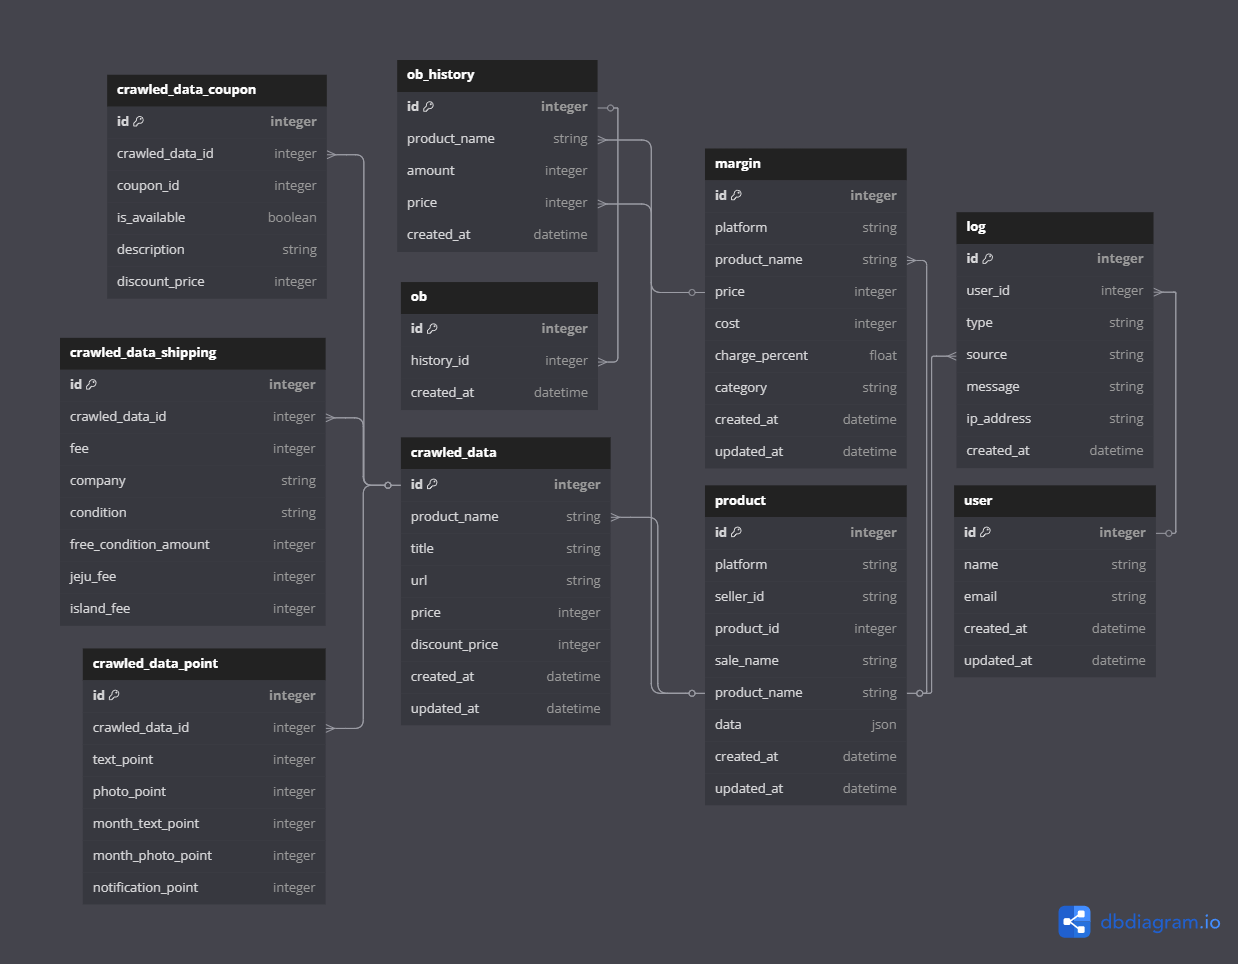 crawled_data_coupon
id integer
crawled_data_id integer
coupon_id integer
is_available boolean
description string
discount_price integer
crawled_data_shipping
id integer
crawled_data_id integer
fee integer
company string
condition string
free_condition_amount integer
jeju_fee integer
island_fee integer
crawled_data_point
id integer
crawled_data_id integer
text_point integer
photo_point integer
month_text_point integer
month_photo_point integer
notification_point integer
ob_history
id integer
product_name string
amount integer
price integer
created_at datetime
ob
id integer
history_id integer
created_at datetime
crawled_data
id integer
product_name string
title string
url string
price integer
discount_price integer
created_at datetime
updated_at datetime
margin
id integer
platform string
product_name string
price integer
cost integer
charge_percent float
category string
created_at datetime
updated_at datetime
product
id integer
platform string
seller_id string
product_id integer
sale_name string
product_name string
data json
created_at datetime
updated_at datetime
log
id integer
user_id integer
type string
source string
message string
ip_address string
created_at datetime
user
id integer
name string
email string
created_at datetime
updated_at datetime
dbdiagram.io